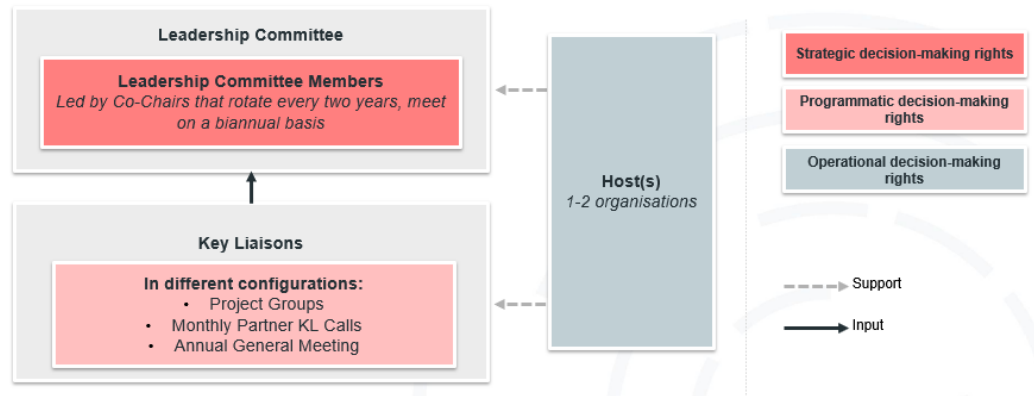 Leadership Committee
Leadership Committee Members
Led by Co-Chairs that rotate every two years, meet
on a biannual basis
Key Liaisons
In different configurations:
• Project Groups
• Monthly Partner KL Calls
• Annual General Meeting
Host(s)
1-2 organisations
Strategic decision-making rights
Programmatic decision-making
rights
Operational decision-making
rights
Support
Input